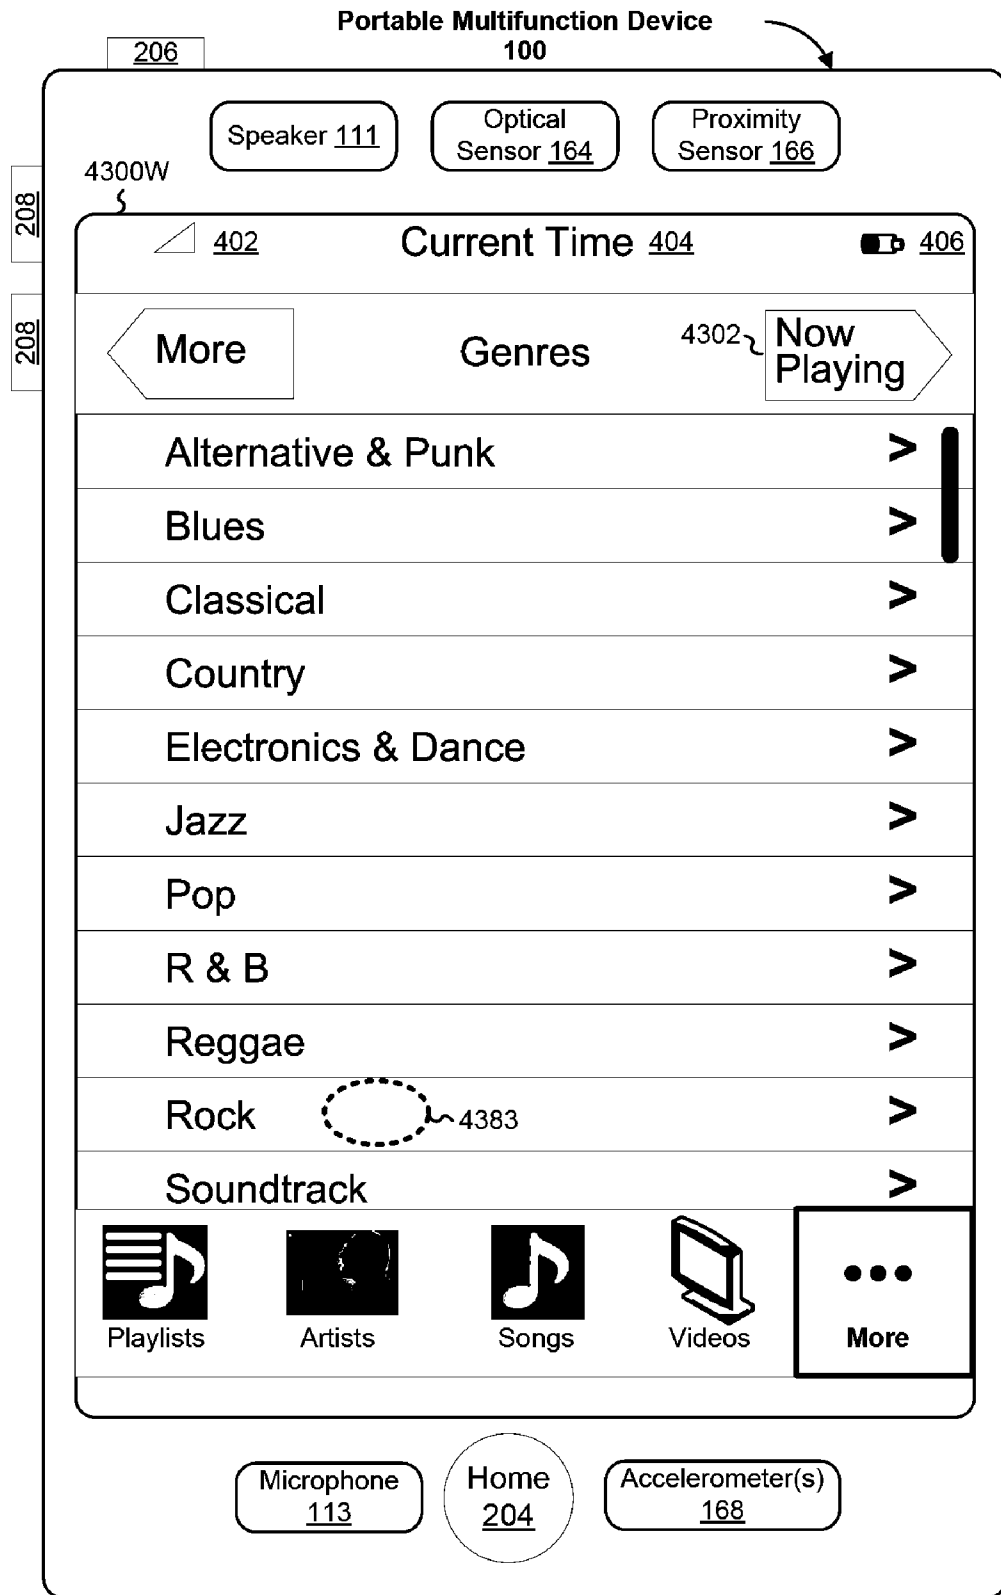 Portable Multifunction Device
100
206
Speaker 111
Optical
Sensor 164
Proximity
Sensor 166
4300W
208
402
Current Time 404
406
208
More
Genres
4302
Now
Playing
Alternative & Punk
>
Blues
>
Classical
>
Country
>
Electronics & Dance
>
Jazz
>
Pop
>
R & B
>
Reggae
>
Rock
4383
>
Soundtrack
>
Playlists
Artists
Songs
Videos
More
Microphone
113
Home
204
Accelerometer(s)
168